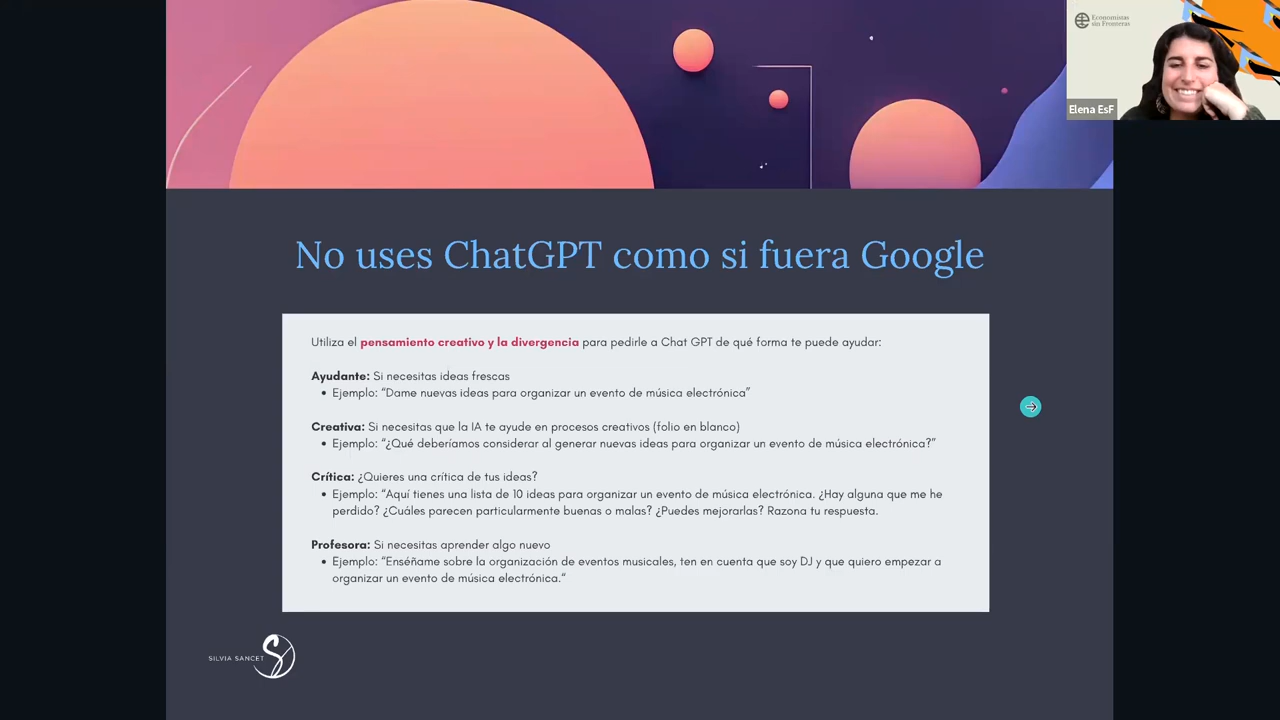 Economistas
sin Fronteras
Elena EsF
No uses ChatGPT como si fuera Google
Utiliza el pensamiento creativo y la divergencia para pedirle a Chat GPT de qué forma te puede ayudar:
Ayudante: Si necesitas ideas frescas
• Ejemplo: “Dame nuevas ideas para organizar un evento de música electrónica”
Creativa: Si necesitas que la IA te ayude en procesos creativos (folio en blanco)
• Ejemplo: “¿Qué deberíamos considerar al generar nuevas ideas para organizar un evento de música electrónica?”
Crítica: ¿Quieres una crítica de tus ideas?
• Ejemplo: “Aquí tienes una lista de 10 ideas para organizar un evento de música electrónica. ¿Hay alguna que me he
perdido? ¿Cuáles parecen particularmente buenas o malas? ¿Puedes mejorarlas? Razona tu respuesta.
Profesora: Si necesitas aprender algo nuevo
• Ejemplo: “Enséñame sobre la organización de eventos musicales, ten en cuenta que soy DJ y que quiero empezar a
organizar un evento de música electrónica.“
SILVIA SANCET